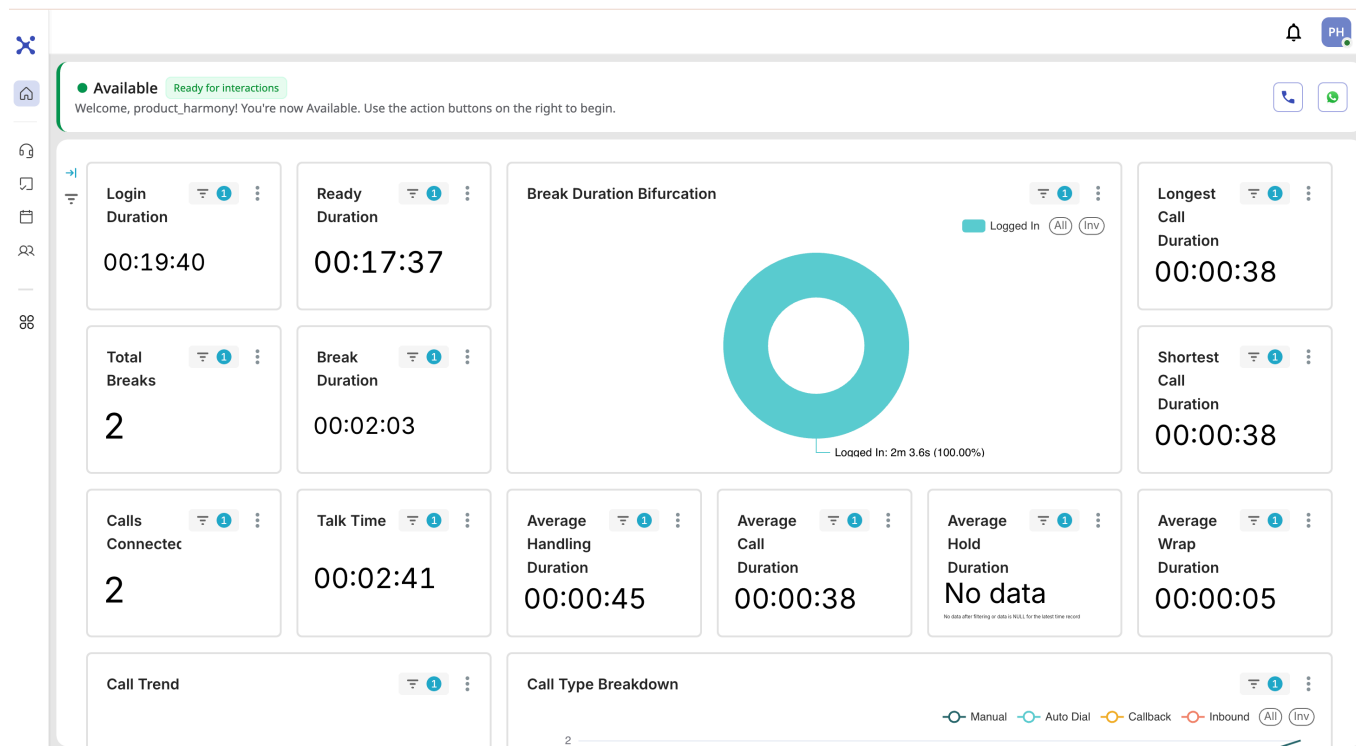 PH
Available
Ready for interactions
Welcome, product_harmony! You're now Available. Use the action buttons on the right to begin.
Login
Duration
1
00:19:40
Ready
Duration
1
00:17:37
Break Duration Bifurcation
1
Logged In
All
Inv
Logged In: 2m 3.6s (100.00%)
Longest
Call
Duration
1
00:00:38
Total
Breaks
1
2
Break
Duration
1
00:02:03
Shortest
Call
Duration
1
00:00:38
Calls
Connected
1
2
Talk Time
1
00:02:41
Average
Handling
Duration
1
00:00:45
Average
Call
Duration
1
00:00:38
Average
Hold
Duration
1
No data
No data after filtering or data is NULL for the latest time record
Average
Wrap
Duration
1
00:00:05
Call Trend
1
Call Type Breakdown
1
Manual
Auto Dial
Callback
Inbound
All
Inv
2